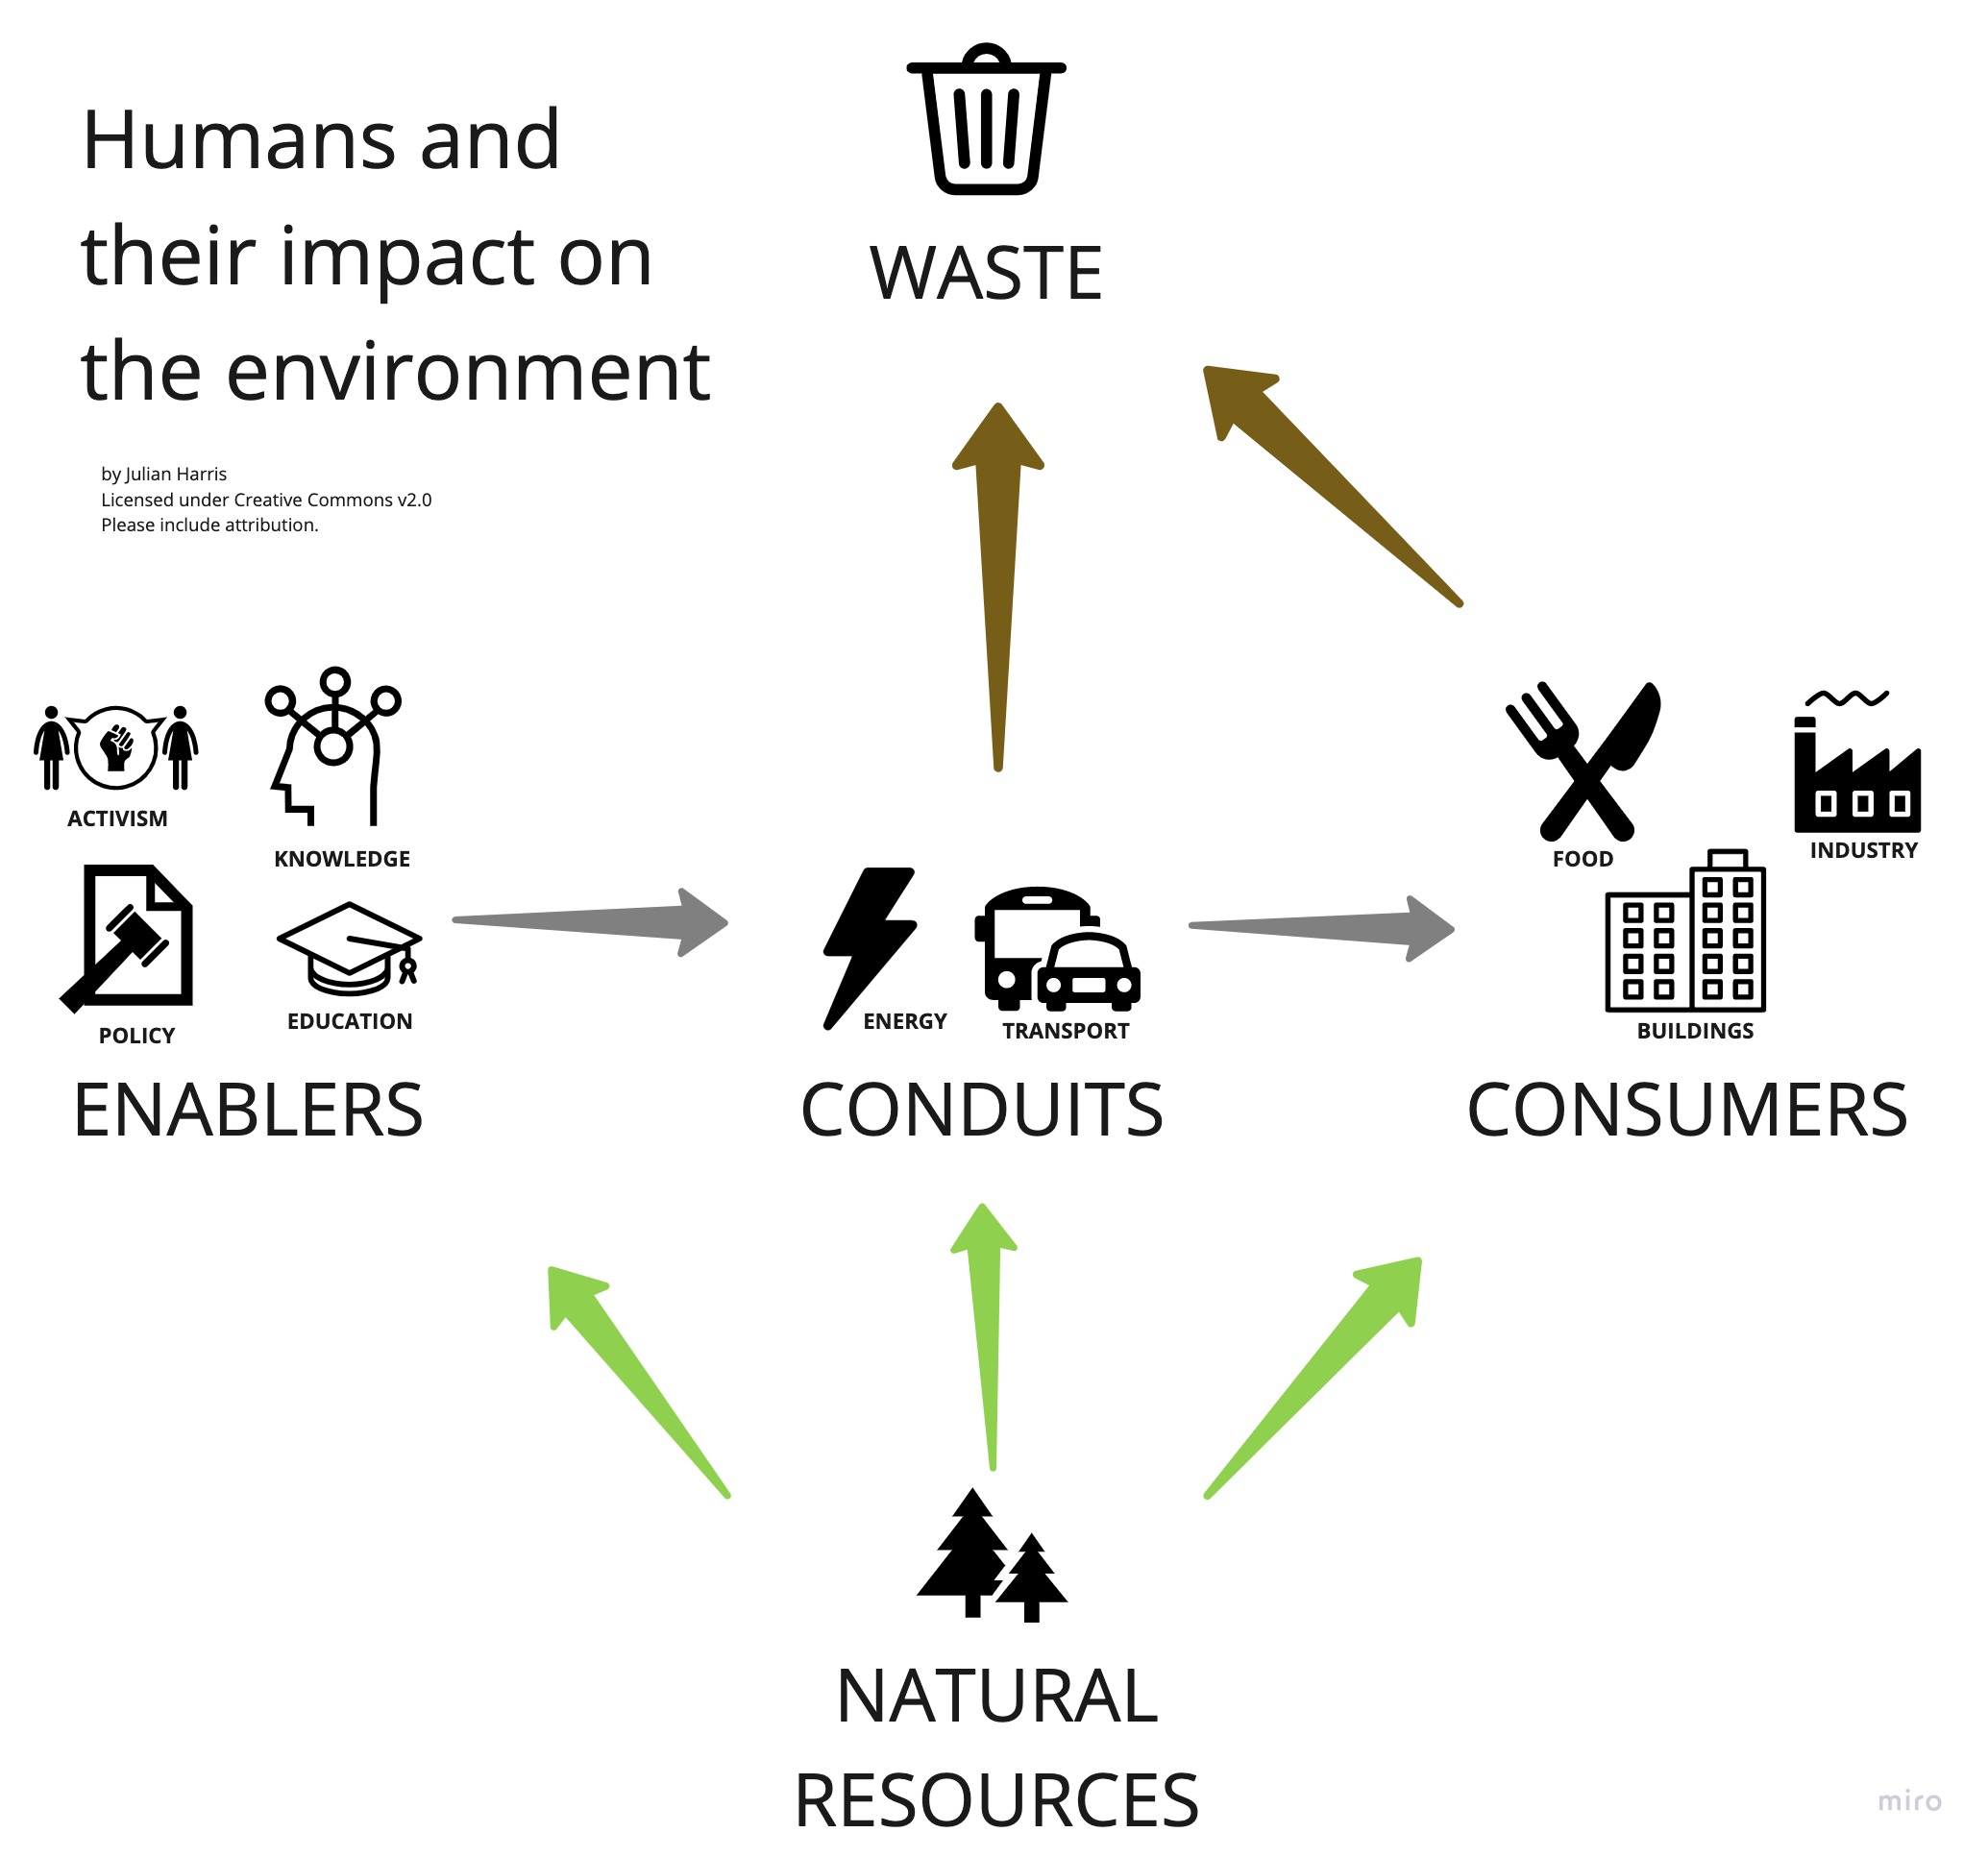 Humans and
their impact on
the environment
by Julian Harris
Licensed under Creative Commons v2.0
Please include attribution.
WASTE
ACTIVISM
KNOWLEDGE
POLICY
EDUCATION
ENABLERS
ENERGY
TRANSPORT
CONDUITS
FOOD
INDUSTRY
BUILDINGS
CONSUMERS
NATURAL
RESOURCES
miro